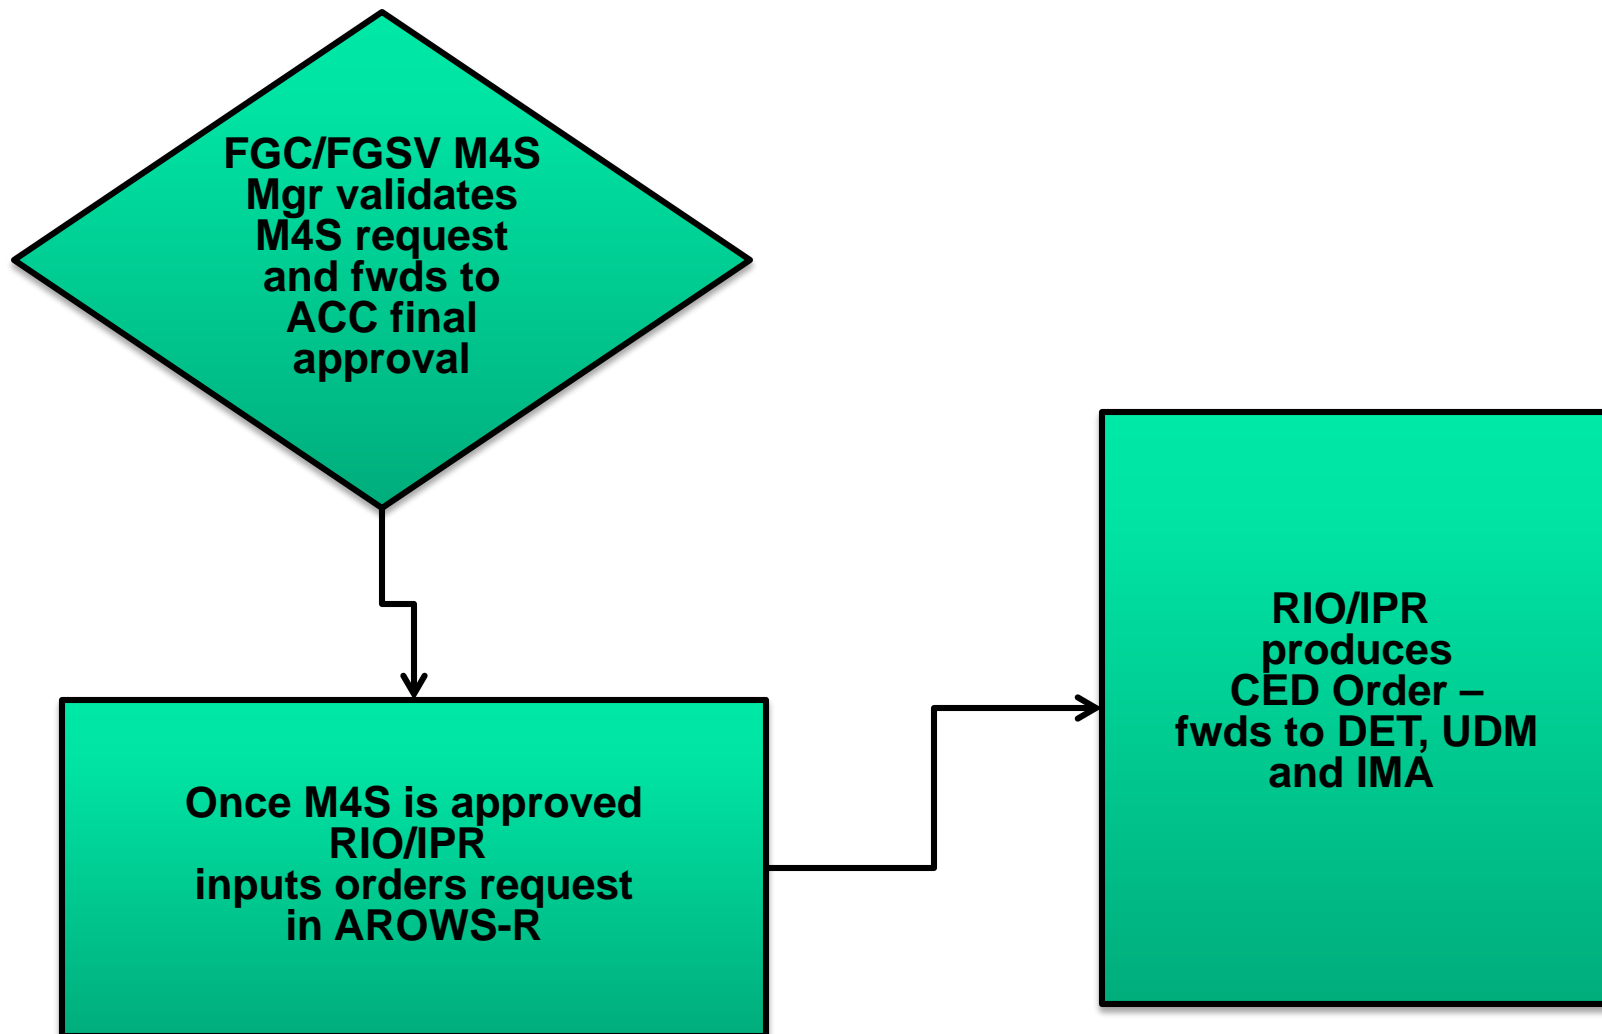 FGC/FGSV M4S
Mgr validates
M4S request
and fwds to
ACC final
approval
Once M4S is approved
RIO/IPR
inputs orders request
in AROWS-R
RIO/IPR
produces
CED Order –
fwds to DET, UDM
and IMA